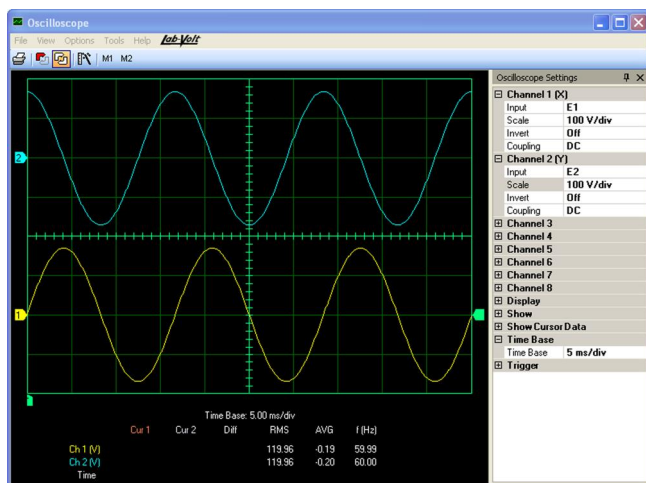 Oscilloscope
File View Options Tools Help Lab-Volt
M1 M2
2
1
Time Base: 5.00 ms/div
Cur 1 Cur 2 Diff RMS AVG f (Hz)
Ch 1 (V) 119.96 -0.19 59.99
Ch 2 (V) 119.96 -0.20 60.00
Time
Oscilloscope Settings
Channel 1 (X)
Input E1
Scale 100 V/div
Invert Off
Coupling DC
Channel 2 (Y)
Input E2
Scale 100 V/div
Invert Off
Coupling DC
Channel 3
Channel 4
Channel 5
Channel 6
Channel 7
Channel 8
Display
Show
Show Cursor Data
Time Base
Time Base 5 ms/div
Trigger